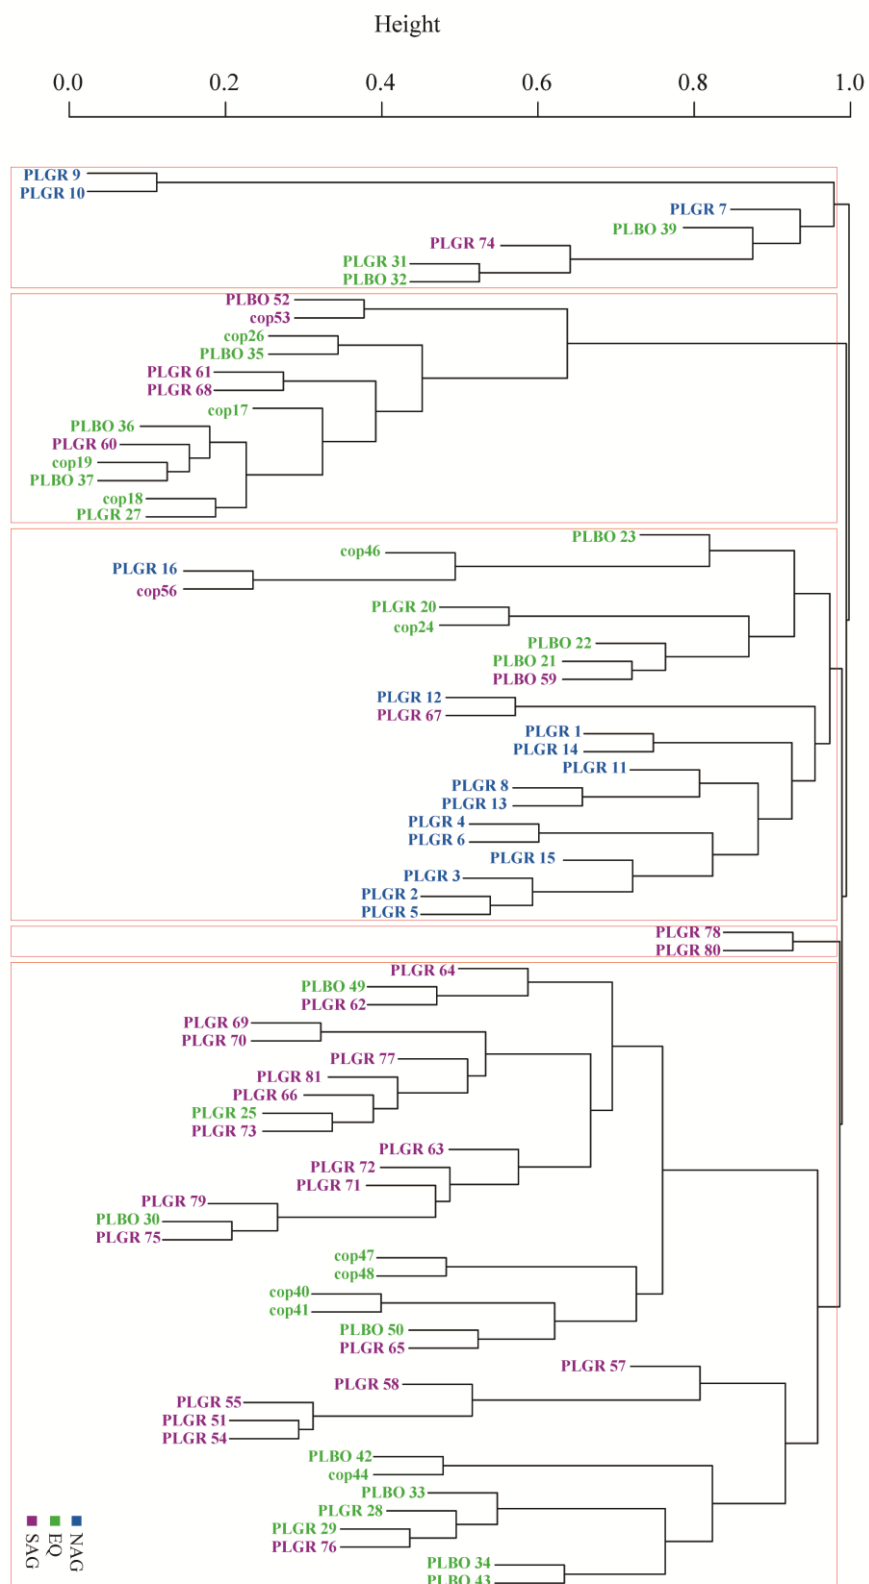 Height
0.0 0.2 0.4 0.6 0.8 1.0
PLGR 9
PLGR 10
PLGR 7
PLBO 39
PLGR 74
PLGR 31
PLBO 32
PLBO 52
cop53
cop26
PLBO 35
PLGR 61
PLGR 68
cop17
PLBO 36
PLGR 60
cop19
PLBO 37
cop18
PLGR 27
PLBO 23
cop46
PLGR 16
cop56
PLGR 20
cop24
PLBO 22
PLBO 21
PLBO 59
PLGR 12
PLGR 67
PLGR 1
PLGR 14
PLGR 11
PLGR 8
PLGR 13
PLGR 4
PLGR 6
PLGR 15
PLGR 3
PLGR 2
PLGR 5
PLGR 78
PLGR 80
PLGR 64
PLBO 49
PLGR 62
PLGR 69
PLGR 70
PLGR 77
PLGR 81
PLGR 66
PLGR 25
PLGR 73
PLGR 63
PLGR 72
PLGR 71
PLGR 79
PLBO 30
PLGR 75
cop47
cop48
cop40
cop41
PLBO 50
PLGR 65
PLGR 57
PLGR 58
PLGR 55
PLGR 51
PLGR 54
PLBO 42
cop44
PLBO 33
PLGR 28
PLGR 29
PLGR 76
PLBO 34
PLBO 43
NAG
EQ
SAG